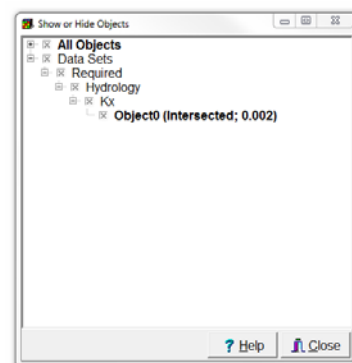 Show or Hide Objects
All Objects
Data Sets
Required
Hydrology
Kx
Object0 (Intersected; 0.002)
? Help
Close